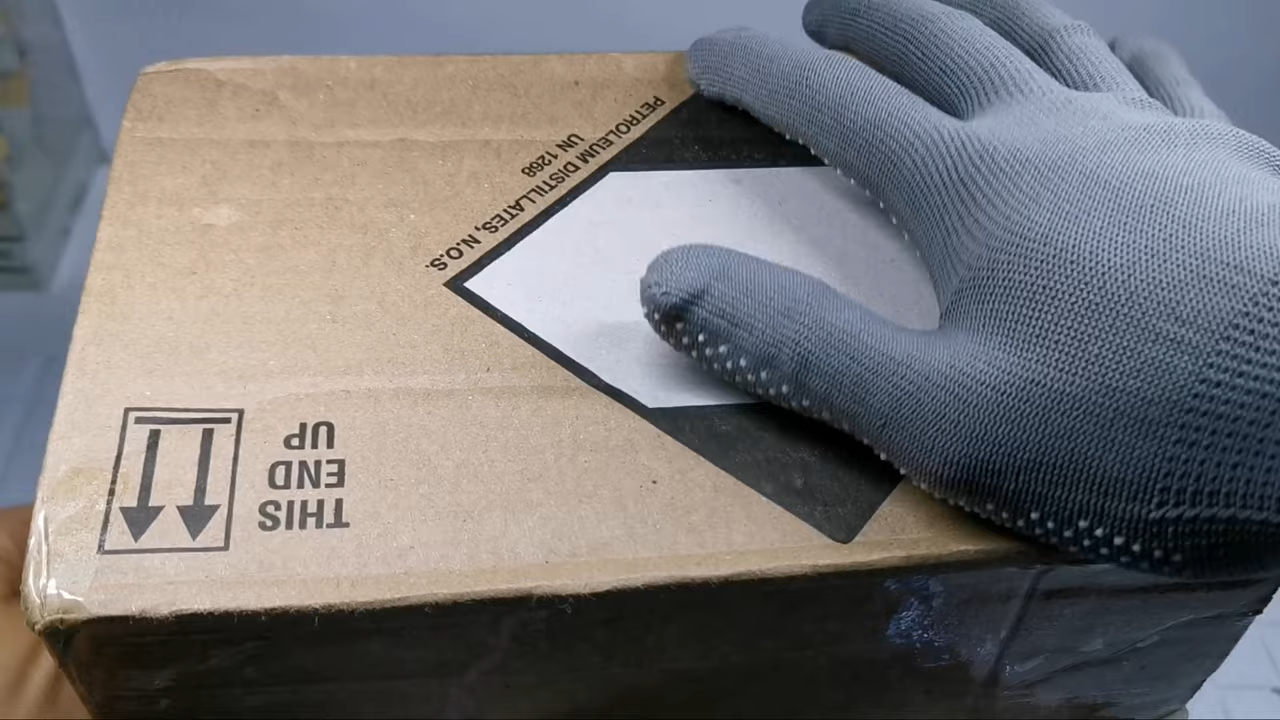 PETROLEUM DISTILLATES, N.O.S.
UN 1268
THIS
END
UP